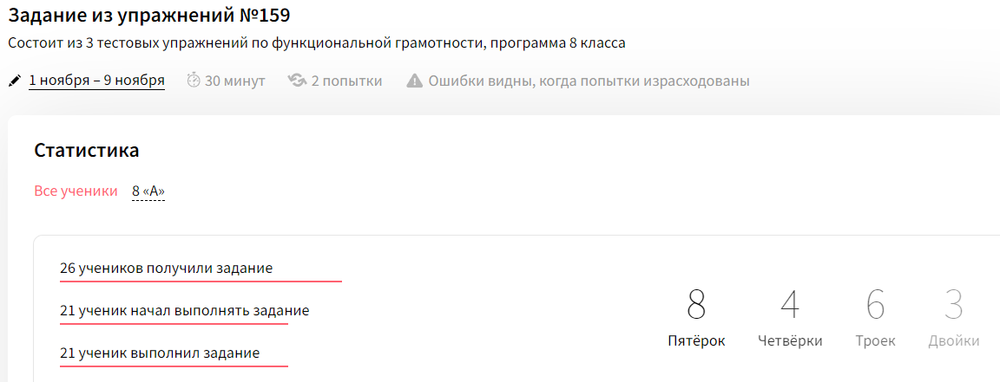 Задание из упражнений №159
Состоит из 3 тестовых упражнений по функциональной грамотности, программа 8 класса
1 ноября – 9 ноября 30 минут 2 попытки Ошибки видны, когда попытки израсходованы
Статистика
Все ученики 8 «А»
26 учеников получили задание
21 ученик начал выполнять задание
21 ученик выполнил задание
8 4 6 3
Пятёрок Четвёрки Троек Двойки